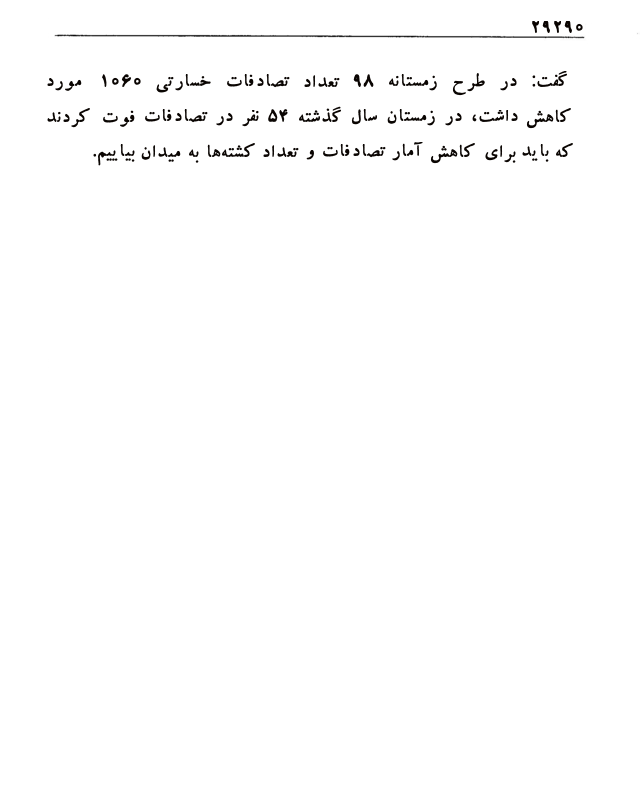 ۲۹۲۹۰
گفت: در طرح زمستانه ۹۸ تعداد تصادفات خسارتی ۱۰۶۰ مورد
کاهش داشت، در زمستان سال گذشته ۵۴ نفر در تصادفات فوت کردند
که باید برای کاهش آمار تصادفات و تعداد کشته‌ها به میدان بیاییم.